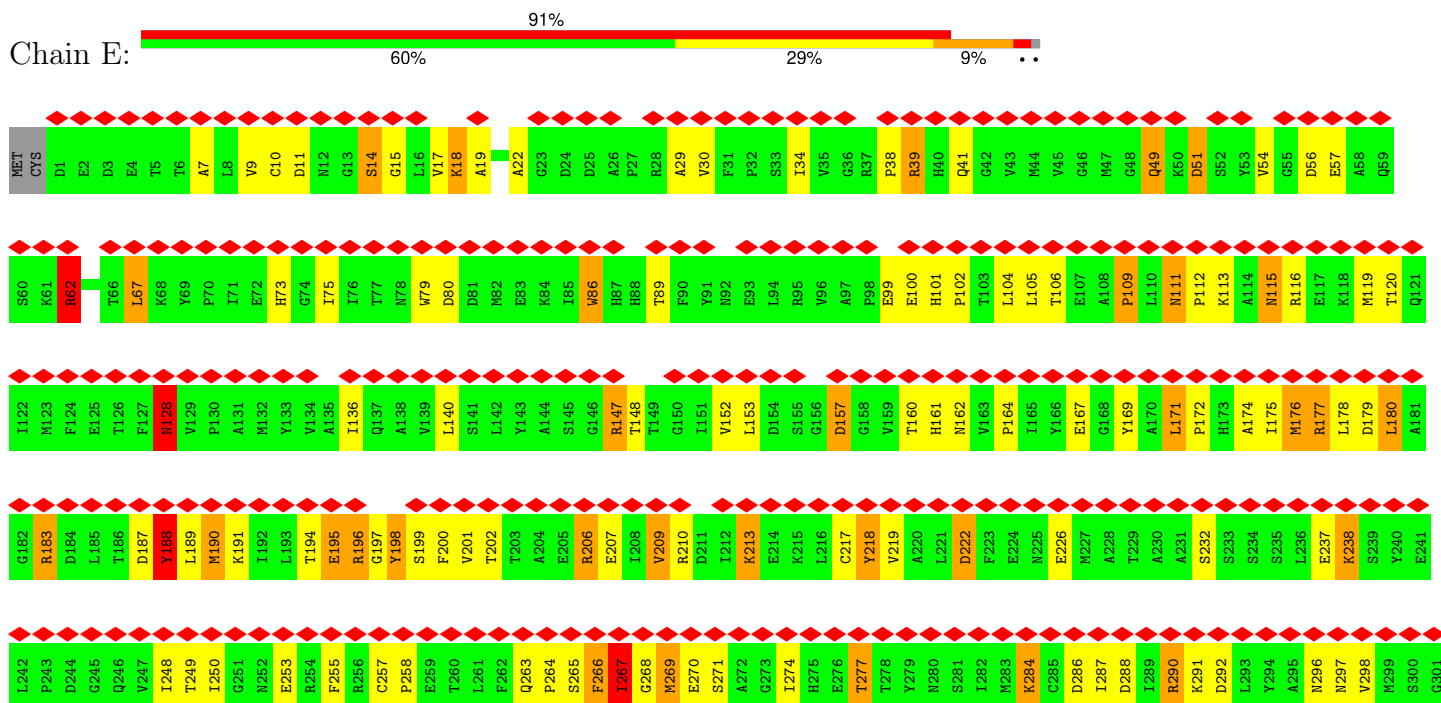 91%
Chain E:
60% 29% 9% ••
MET CYS D1 E2 D3 E4 T5 T6 A7 L8 V9 C10 D11 N12 G13 S14 G15 L16 V17 K18 A19 A22 G23 D24 D25 A26 P27 R28 A29 V30 F31 P32 S33 I34 V35 G36 R37 P38 R39 H40 Q41 G42 V43 M44 V45 G46 M47 G48 Q49 K50 D51 S52 Y53 V54 G55 D56 E57 A58 Q59
S60 K61 R62 T66 L67 K68 Y69 P70 I71 E72 H73 G74 I75 I76 T77 N78 W79 D80 D81 M82 E83 K84 I85 W86 H87 H88 T89 F90 Y91 N92 E93 L94 R95 V96 A97 P98 E99 E100 H101 P102 T103 L104 L105 T106 E107 A108 P109 L110 N111 P112 K113 A114 N115 R116 E117 K118 M119 T120 Q121
I122 M123 F124 E125 T126 F127 N128 V129 P130 A131 M132 Y133 V134 A135 I136 Q137 A138 V139 L140 S141 L142 Y143 A144 S145 G146 R147 T148 T149 G150 I151 V152 L153 D154 S155 G156 D157 G158 V159 T160 H161 N162 V163 P164 I165 Y166 E167 G168 Y169 A170 L171 P172 H173 A174 I175 M176 R177 L178 D179 L180 A181
G182 R183 D184 L185 T186 D187 Y188 L189 M190 K191 I192 L193 T194 E195 R196 G197 Y198 S199 F200 V201 T202 T203 A204 E205 R206 E207 I208 V209 R210 D211 I212 K213 E214 K215 L216 C217 Y218 V219 A220 L221 D222 F223 E224 N225 E226 M227 A228 T229 A230 A231 S232 S233 S234 S235 L236 E237 K238 S239 Y240 E241
L242 P243 D244 G245 Q246 V247 I248 T249 I250 G251 N252 E253 R254 F255 R256 C257 P258 E259 T260 L261 F262 Q263 P264 S265 F266 I267 G268 M269 E270 S271 A272 G273 I274 H275 E276 T277 T278 Y279 N280 S281 I282 M283 K284 C285 D286 I287 D288 I289 R290 K291 D292 L293 Y294 A295 N296 N297 V298 M299 S300 G301